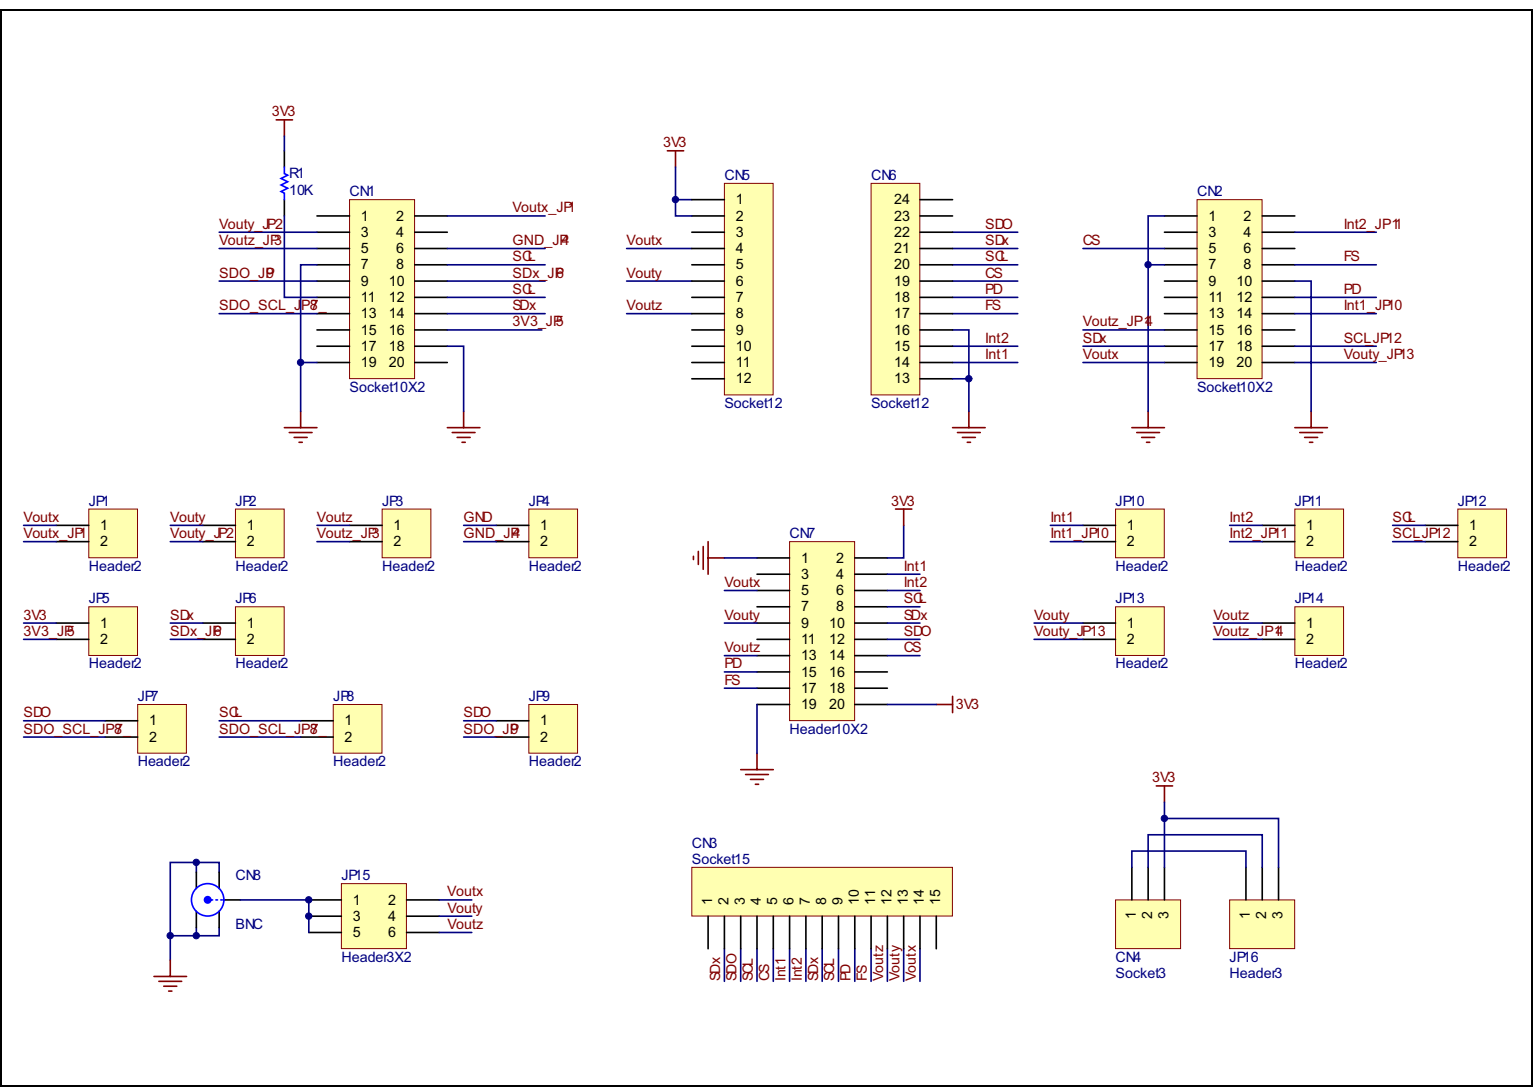 3V3
R1
10K
CN1
1 2
3 4
5 6
7 8
9 10
11 12
13 14
15 16
17 18
19 20
Socket10X2
Vouty_JP2
Voutz_JP3
SDO_JP9
SDO_SCL_JP8_
Voutx_JP1
GND_JP4
SCL
SDx_JP6
SCL
SDx
3V3_JP5
3V3
CN5
1
2
3
4
5
6
7
8
9
10
11
12
Socket12
Voutx
Vouty
Voutz
CN6
24
23
22
21
20
19
18
17
16
15
14
13
Socket12
SDO
SDx
SCL
CS
PD
FS
Int2
Int1
CN2
1 2
3 4
5 6
7 8
9 10
11 12
13 14
15 16
17 18
19 20
Socket10X2
CS
Voutz_JP14
SDx
Voutx
Int2_JP11
FS
PD
Int1_JP10
SCLJP12
Vouty_JP13
JP1
Voutx 1
Voutx_JP1 2
Header2
JP2
Vouty 1
Vouty_JP2 2
Header2
JP3
Voutz 1
Voutz_JP3 2
Header2
JP4
GND 1
GND_JP4 2
Header2
JP5
3V3 1
3V3_JP5 2
Header2
JP6
SDx 1
SDx_JP6 2
Header2
JP7
SDO 1
SDO_SCL_JP8_ 2
Header2
JP8
SCL 1
SDO_SCL_JP8_ 2
Header2
JP9
SDO 1
SDO_JP9 2
Header2
3V3
CN7
1 2
3 4
5 6
7 8
9 10
11 12
13 14
15 16
17 18
19 20
Header10X2
Voutx
Vouty
Voutz
PD
FS
Int1
Int2
SCL
SDx
SDO
CS
3V3
JP10
Int1 1
Int1_JP10 2
Header2
JP11
Int2 1
Int2_JP11 2
Header2
JP12
SCL 1
SCLJP12 2
Header2
JP13
Vouty 1
Vouty_JP13 2
Header2
JP14
Voutz 1
Voutz_JP14 2
Header2
CN8
BNC
JP15
1 2 Voutx
3 4 Vouty
5 6 Voutz
Header3X2
CN3
Socket15
1 2 3 4 5 6 7 8 9 10 11 12 13 14 15
SDx
SDO
SCL
CS
Int1
Int2
SDx
SCL
PD
FS
Voutz
Vouty
Voutx
3V3
1 2 3
CN4
Socket3
1 2 3
JP16
Header3